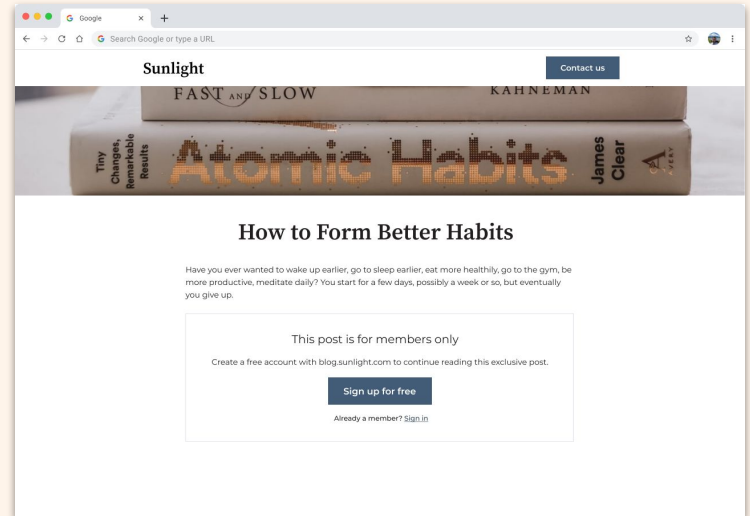 Google
Search Google or type a URL
Sunlight
Contact us
FAST AND SLOW
KAHNEMAN
Tiny
Changes,
Remarkable
Results
Atomic Habits
James
Clear
AVERY
How to Form Better Habits
Have you ever wanted to wake up earlier, go to sleep earlier, eat more healthily, go to the gym, be
more productive, meditate daily? You start for a few days, possibly a week or so, but eventually
you give up.
This post is for members only
Create a free account with blog.sunlight.com to continue reading this exclusive post.
Sign up for free
Already a member? Sign in